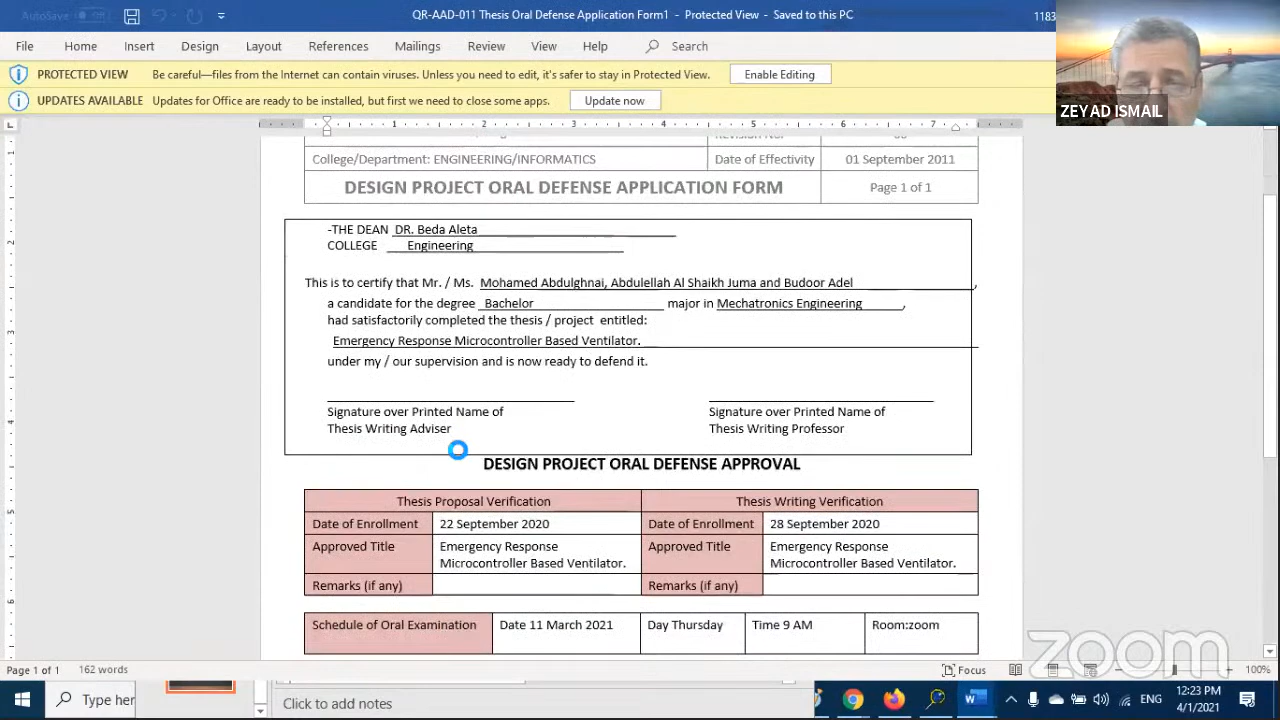 AutoSave Off QR-AAD-011 Thesis Oral Defense Application Form1 - Protected View - Saved to this PC 1183
File Home Insert Design Layout References Mailings Review View Help Search
PROTECTED VIEW Be careful—files from the Internet can contain viruses. Unless you need to edit, it's safer to stay in Protected View. Enable Editing
UPDATES AVAILABLE Updates for Office are ready to be installed, but first we need to close some apps. Update now
ZEYAD ISMAIL
1 2 3 4 5 6 7
College/Department: ENGINEERING/INFORMATICS Date of Effectivity 01 September 2011
DESIGN PROJECT ORAL DEFENSE APPLICATION FORM Page 1 of 1
-THE DEAN DR. Beda Aleta
COLLEGE Engineering
This is to certify that Mr. / Ms. Mohamed Abdulghnai, Abdulellah Al Shaikh Juma and Budoor Adel ,
a candidate for the degree Bachelor major in Mechatronics Engineering ,
had satisfactorily completed the thesis / project entitled:
Emergency Response Microcontroller Based Ventilator.
under my / our supervision and is now ready to defend it.
Signature over Printed Name of Signature over Printed Name of
Thesis Writing Adviser Thesis Writing Professor
DESIGN PROJECT ORAL DEFENSE APPROVAL
Thesis Proposal Verification Thesis Writing Verification
Date of Enrollment 22 September 2020 Date of Enrollment 28 September 2020
Approved Title Emergency Response Approved Title Emergency Response
Microcontroller Based Ventilator. Microcontroller Based Ventilator.
Remarks (if any) Remarks (if any)
Schedule of Oral Examination Date 11 March 2021 Day Thursday Time 9 AM Room:zoom
zoom
Page 1 of 1 162 words Focus 100%
Type her Click to add notes ENG 12:23 PM
4/1/2021